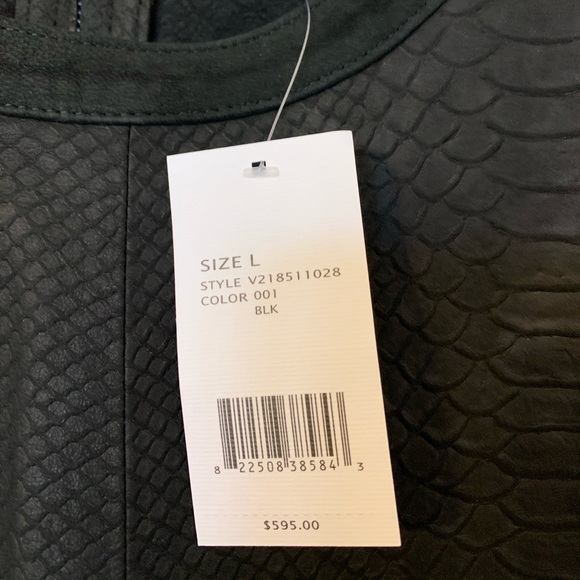 SIZE L
STYLE V218511028
COLOR 001
BLK
8 22508 38584 3
$595.00